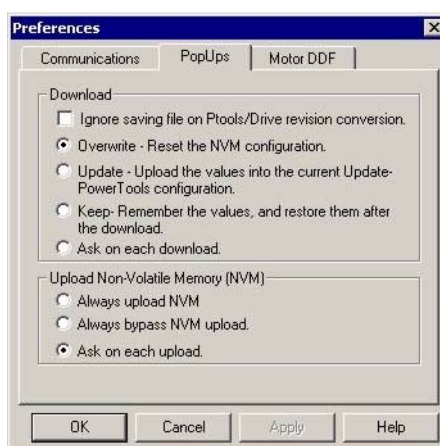 Preferences
Communications PopUps Motor DDF
Download
Ignore saving file on Ptools/Drive revision conversion.
Overwrite - Reset the NVM configuration.
Update - Upload the values into the current Update-
PowerTools configuration.
Keep- Remember the values, and restore them after
the download.
Ask on each download.
Upload Non-Volatile Memory (NVM)
Always upload NVM
Always bypass NVM upload.
Ask on each upload.
OK Cancel Apply Help